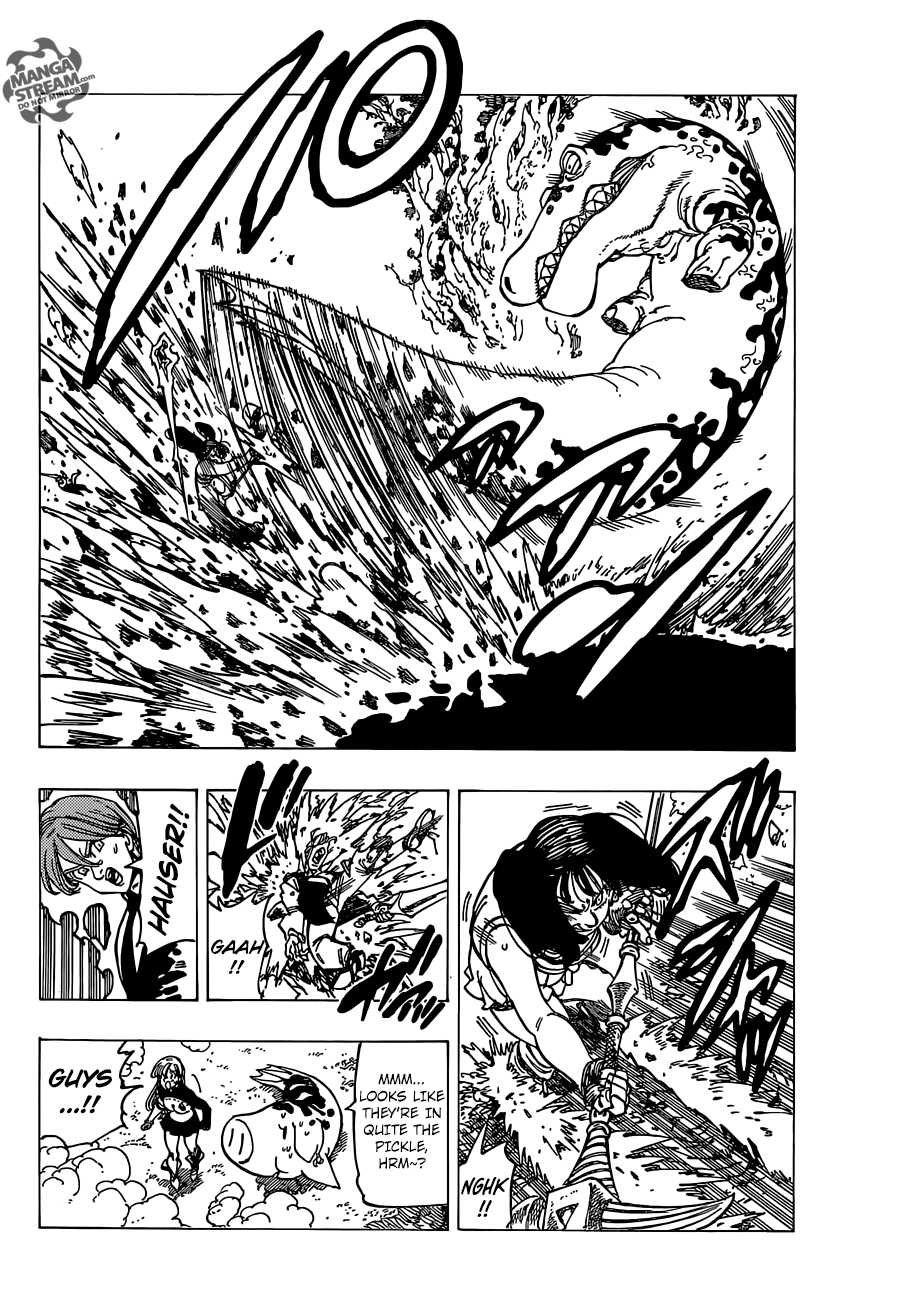 MANGA
STREAM.com
DO NOT MIRROR
NGHK
!!
GAAH
!!
HAUSER!!
MMM...
LOOKS LIKE
THEY'RE IN
QUITE THE
PICKLE,
HRM~?
GUYS
...!!